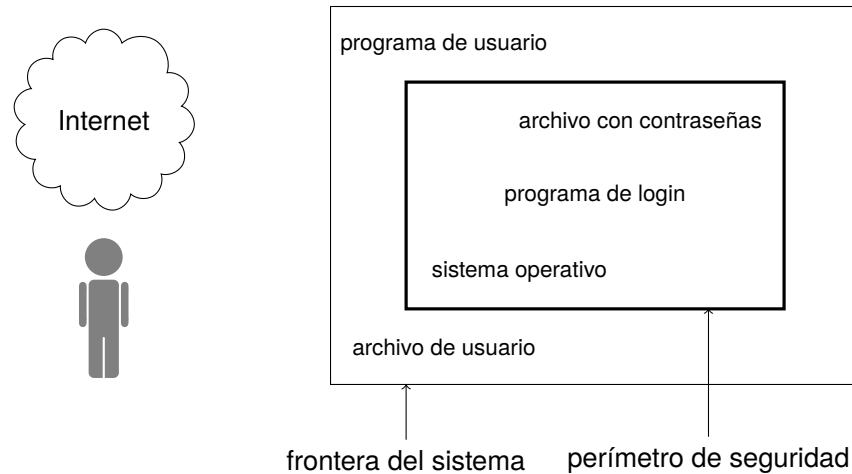 programa de usuario
Internet
archivo con contraseñas
programa de login
sistema operativo
archivo de usuario
frontera del sistema
perímetro de seguridad